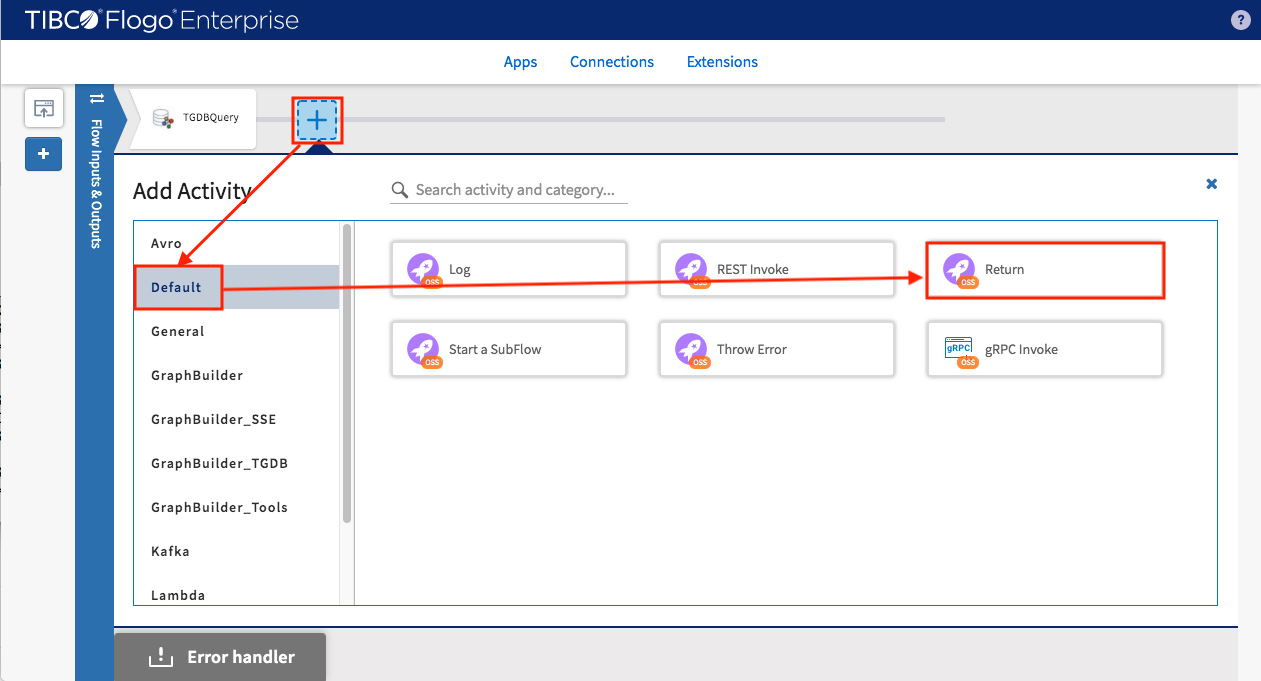 TIBCO® Flogo® Enterprise
?
Apps
Connections
Extensions
Flow Inputs & Outputs
TGDBQuery
Add Activity
Search activity and category...
Avro
Default
General
GraphBuilder
GraphBuilder_SSE
GraphBuilder_TGDB
GraphBuilder_Tools
Kafka
Lambda
Log
OSS
REST Invoke
OSS
Return
OSS
Start a SubFlow
OSS
Throw Error
OSS
gRPC
gRPC Invoke
OSS
Error handler